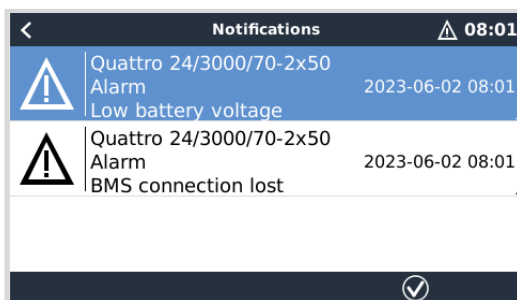 Notifications 08:01
Quattro 24/3000/70-2x50
Alarm 2023-06-02 08:01
Low battery voltage
Quattro 24/3000/70-2x50
Alarm 2023-06-02 08:01
BMS connection lost